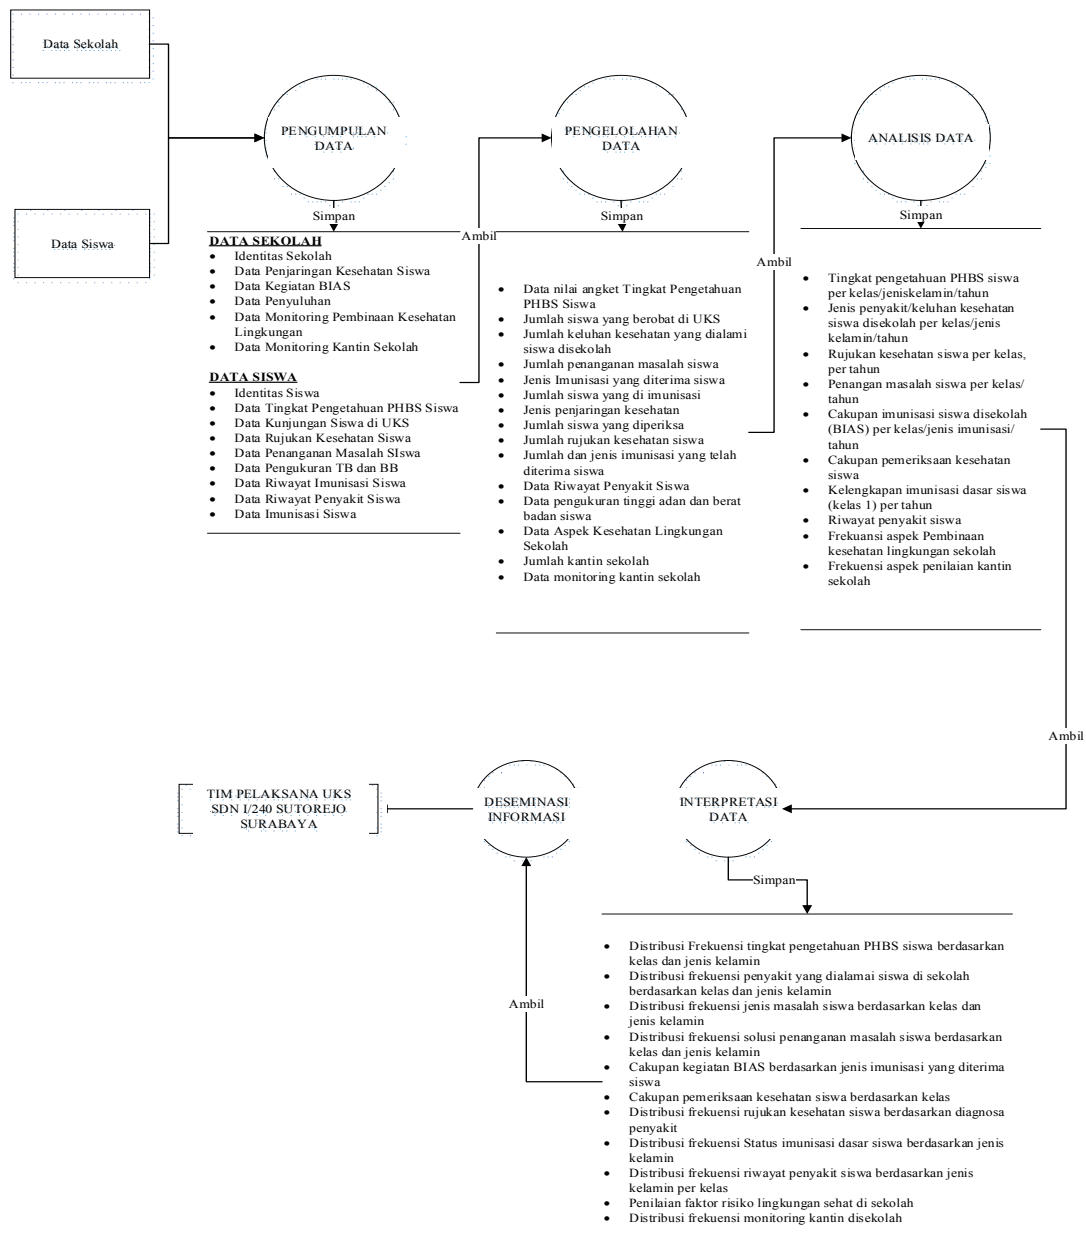 Data Sekolah
Data Siswa
PENGUMPULAN
DATA
Simpan
DATA SEKOLAH
• Identitas Sekolah
• Data Penjaringan Kesehatan Siswa
• Data Kegiatan BIAS
• Data Penyuluhan
• Data Monitoring Pembinaan Kesehatan
Lingkungan
• Data Monitoring Kantin Sekolah
DATA SISWA
• Identitas Siswa
• Data Tingkat Pengetahuan PHBS Siswa
• Data Kunjungan Siswa di UKS
• Data Rujukan Kesehatan Siswa
• Data Penanganan Masalah SIswa
• Data Pengukuran TB dan BB
• Data Riwayat Imunisasi Siswa
• Data Riwayat Penyakit Siswa
• Data Imunisasi Siswa
Ambil
PENGELOLAHAN
DATA
Simpan
• Data nilai angket Tingkat Pengetahuan
PHBS Siswa
• Jumlah siswa yang berobat di UKS
• Jumlah keluhan kesehatan yang dialami
siswa disekolah
• Jumlah penanganan masalah siswa
• Jenis Imunisasi yang diterima siswa
• Jumlah siswa yang di imunisasi
• Jenis penjaringan kesehatan
• Jumlah siswa yang diperiksa
• Jumlah rujukan kesehatan siswa
• Jumlah dan jenis imunisasi yang telah
diterima siswa
• Data Riwayat Penyakit Siswa
• Data pengukuran tinggi adan dan berat
badan siswa
• Data Aspek Kesehatan Lingkungan
Sekolah
• Jumlah kantin sekolah
• Data monitoring kantin sekolah
Ambil
ANALISIS DATA
Simpan
• Tingkat pengetahuan PHBS siswa
per kelas/jeniskelamin/tahun
• Jenis penyakit/keluhan kesehatan
siswa disekolah per kelas/jenis
kelamin/tahun
• Rujukan kesehatan siswa per kelas,
per tahun
• Penangan masalah siswa per kelas/
tahun
• Cakupan imunisasi siswa disekolah
(BIAS) per kelas/jenis imunisasi/
tahun
• Cakupan pemeriksaan kesehatan
siswa
• Kelengkapan imunisasi dasar siswa
(kelas 1) per tahun
• Riwayat penyakit siswa
• Frekuansi aspek Pembinaan
kesehatan lingkungan sekolah
• Frekuensi aspek penilaian kantin
sekolah
Ambil
INTERPRETASI
DATA
Simpan
• Distribusi Frekuensi tingkat pengetahuan PHBS siswa berdasarkan
kelas dan jenis kelamin
• Distribusi frekuensi penyakit yang dialamai siswa di sekolah
berdasarkan kelas dan jenis kelamin
• Distribusi frekuensi jenis masalah siswa berdasarkan kelas dan
jenis kelamin
• Distribusi frekuensi solusi penanganan masalah siswa berdasarkan
kelas dan jenis kelamin
• Cakupan kegiatan BIAS berdasarkan jenis imunisasi yang diterima
siswa
• Cakupan pemeriksaan kesehatan siswa berdasarkan kelas
• Distribusi frekuensi rujukan kesehatan siswa berdasarkan diagnosa
penyakit
• Distribusi frekuensi Status imunisasi dasar siswa berdasarkan jenis
kelamin
• Distribusi frekuensi riwayat penyakit siswa berdasarkan jenis
kelamin per kelas
• Penilaian faktor risiko lingkungan sehat di sekolah
• Distribusi frekuensi monitoring kantin disekolah
Ambil
DESEMINASI
INFORMASI
TIM PELAKSANA UKS
SDN I/240 SUTOREJO
SURABAYA